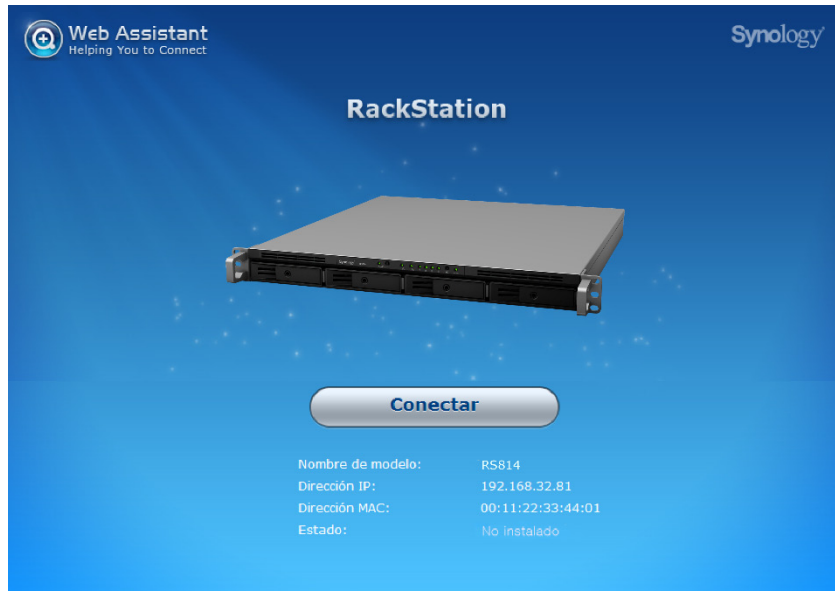 Web Assistant
Helping You to Connect
Synology
RackStation
Synology
Conectar
Nombre de modelo: RS814
Dirección IP: 192.168.32.81
Dirección MAC: 00:11:22:33:44:01
Estado: No instalado